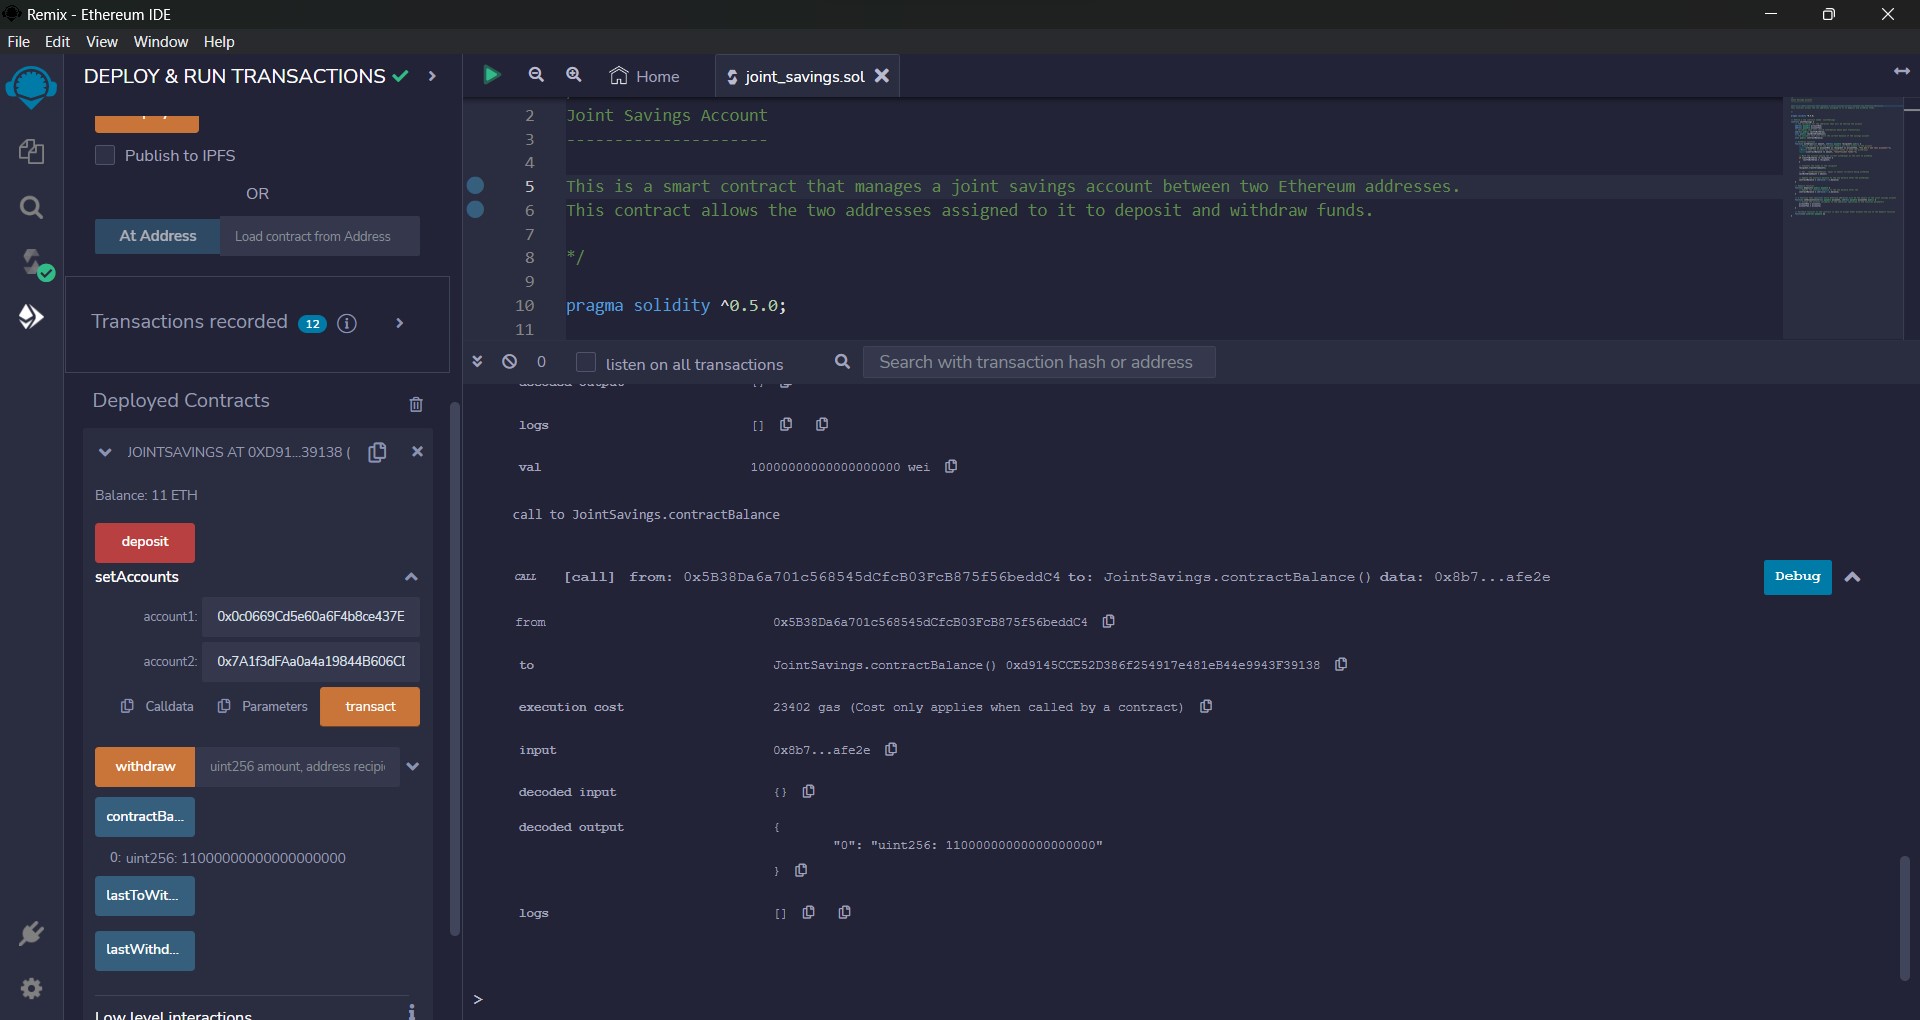 Remix - Ethereum IDE
File Edit View Window Help
DEPLOY & RUN TRANSACTIONS
Publish to IPFS
OR
At Address Load contract from Address
Transactions recorded 12
Deployed Contracts
JOINTSAVINGS AT 0XD91...39138 (
Balance: 11 ETH
deposit
setAccounts
account1: 0x0c0669Cd5e60a6F4b8ce437E
account2: 0x7A1f3dFAa0a4a19844B606CI
Calldata Parameters transact
withdraw uint256 amount, address recipi
contractBa...
0: uint256: 11000000000000000000
lastToWit...
lastWithd...
Low level interactions
Home joint_savings.sol
2 Joint Savings Account
3 ---------------------
4
5 This is a smart contract that manages a joint savings account between two Ethereum addresses.
6 This contract allows the two addresses assigned to it to deposit and withdraw funds.
7
8 */
9
10 pragma solidity ^0.5.0;
11
0 listen on all transactions Search with transaction hash or address
decoded output []
logs []
val 10000000000000000000 wei
call to JointSavings.contractBalance
CALL [call] from: 0x5B38Da6a701c568545dCfcB03FcB875f56beddC4 to: JointSavings.contractBalance() data: 0x8b7...afe2e Debug
from 0x5B38Da6a701c568545dCfcB03FcB875f56beddC4
to JointSavings.contractBalance() 0xd9145CCE52D386f254917e481eB44e9943F39138
execution cost 23402 gas (Cost only applies when called by a contract)
input 0x8b7...afe2e
decoded input {}
decoded output {
"0": "uint256: 11000000000000000000"
}
logs []
>